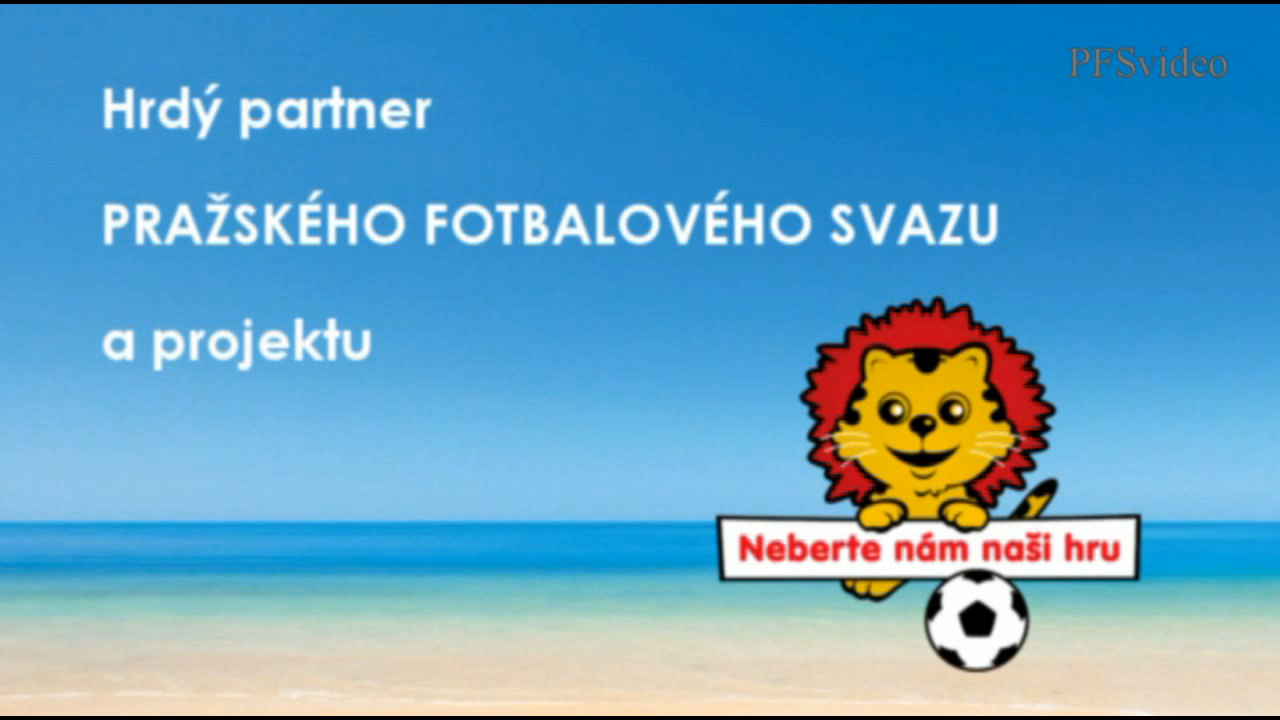 PFSvideo
Hrdý partner
PRAŽSKÉHO FOTBALOVÉHO SVAZU
a projektu
Neberte nám naši hru